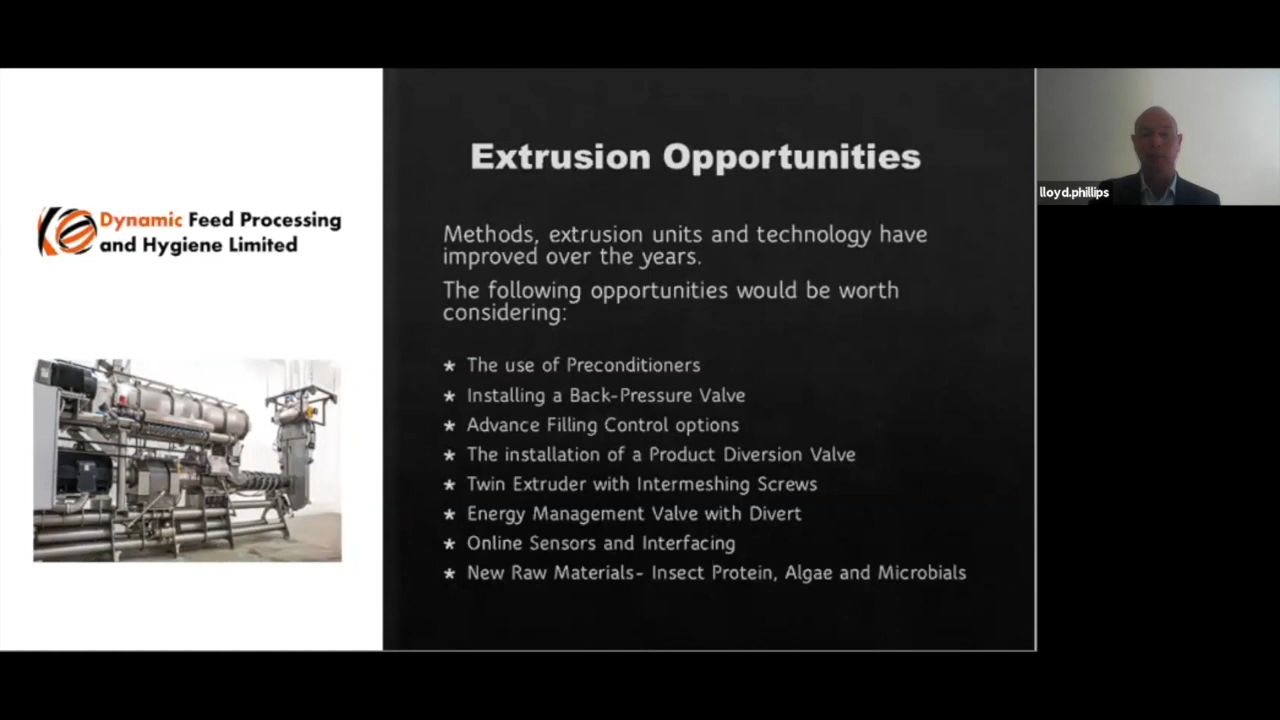 Extrusion Opportunities
Dynamic Feed Processing
and Hygiene Limited
Methods, extrusion units and technology have
improved over the years.
The following opportunities would be worth
considering:
* The use of Preconditioners
* Installing a Back-Pressure Valve
* Advance Filling Control options
* The installation of a Product Diversion Valve
* Twin Extruder with Intermeshing Screws
* Energy Management Valve with Divert
* Online Sensors and Interfacing
* New Raw Materials- Insect Protein, Algae and Microbials
lloyd.phillips